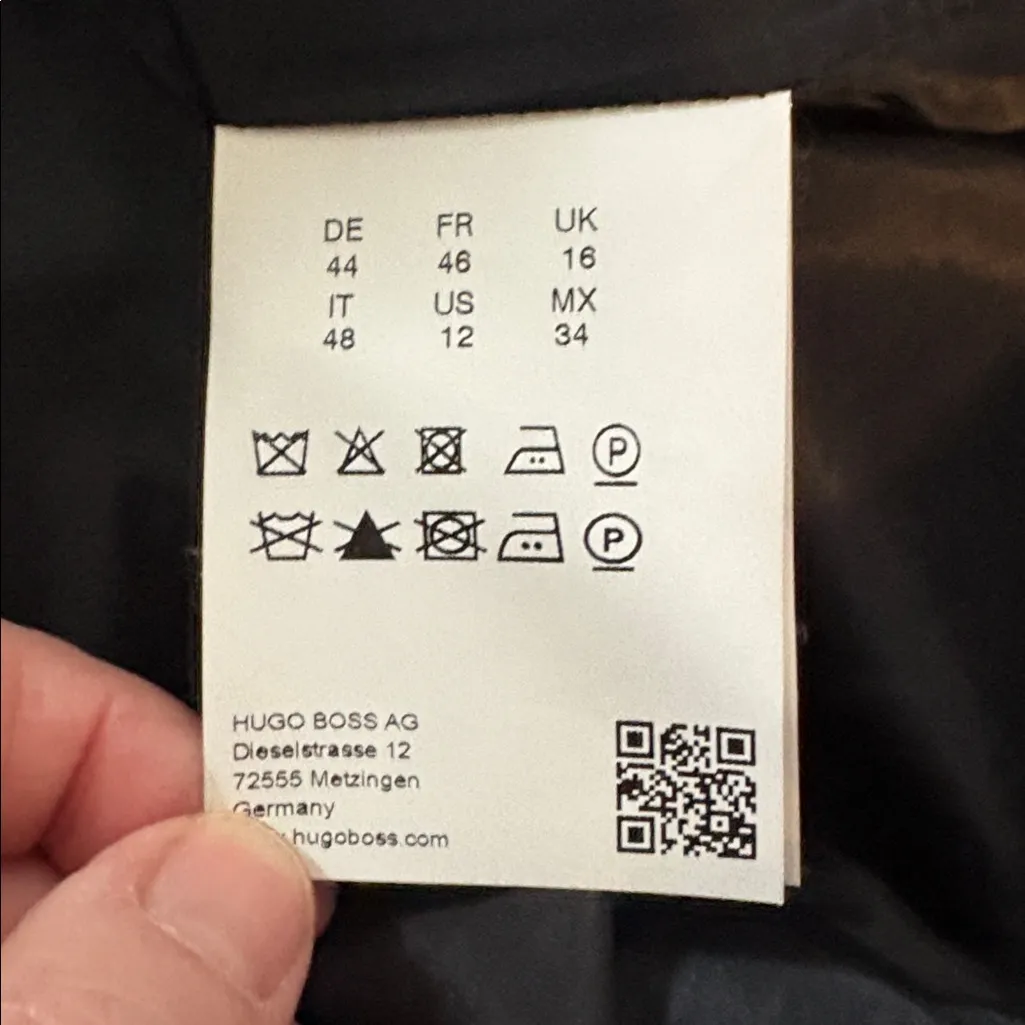 DE FR UK
44 46 16
IT US MX
48 12 34
P
P
HUGO BOSS AG
Dieselstrasse 12
72555 Metzingen
Germany
.hugoboss.com